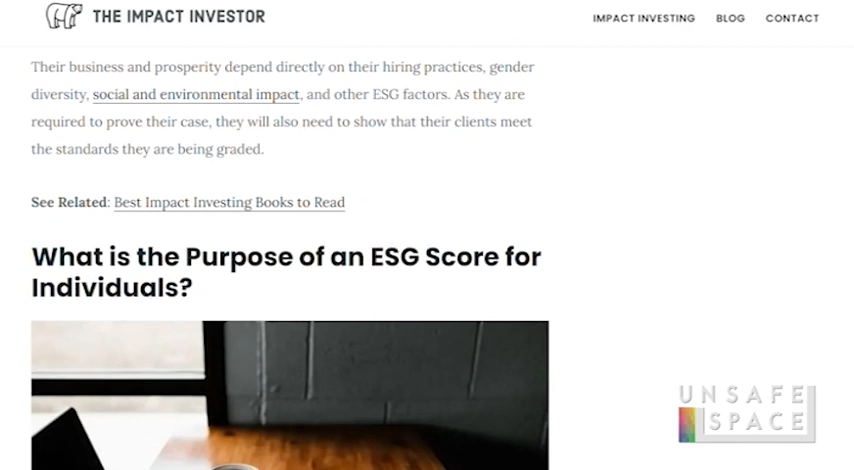 THE IMPACT INVESTOR
IMPACT INVESTING BLOG CONTACT
Their business and prosperity depend directly on their hiring practices, gender
diversity, social and environmental impact, and other ESG factors. As they are
required to prove their case, they will also need to show that their clients meet
the standards they are being graded.
See Related: Best Impact Investing Books to Read
What is the Purpose of an ESG Score for
Individuals?
UNSAFE
SPACE